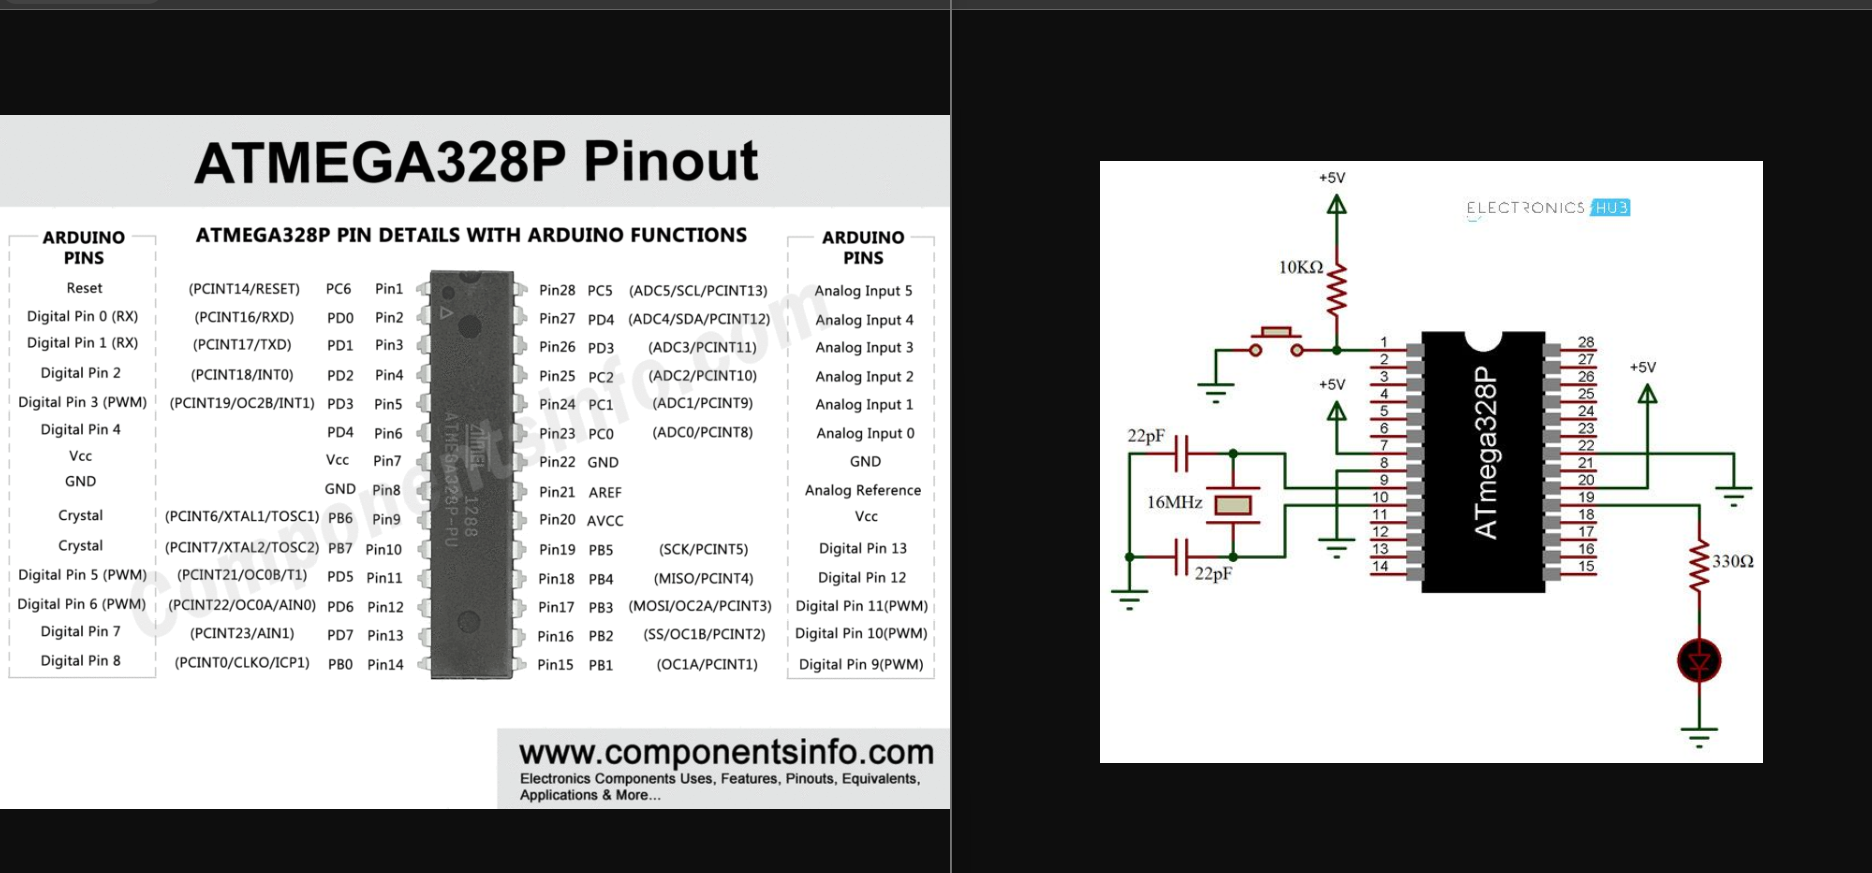 ATMEGA328P Pinout
ATMEGA328P PIN DETAILS WITH ARDUINO FUNCTIONS
ARDUINO
PINS
ARDUINO
PINS
Reset (PCINT14/RESET) PC6 Pin1 Pin28 PC5 (ADC5/SCL/PCINT13) Analog Input 5
Digital Pin 0 (RX) (PCINT16/RXD) PD0 Pin2 Pin27 PD4 (ADC4/SDA/PCINT12) Analog Input 4
Digital Pin 1 (RX) (PCINT17/TXD) PD1 Pin3 Pin26 PD3 (ADC3/PCINT11) Analog Input 3
Digital Pin 2 (PCINT18/INT0) PD2 Pin4 Pin25 PC2 (ADC2/PCINT10) Analog Input 2
Digital Pin 3 (PWM) (PCINT19/OC2B/INT1) PD3 Pin5 Pin24 PC1 (ADC1/PCINT9) Analog Input 1
Digital Pin 4 PD4 Pin6 Pin23 PC0 (ADC0/PCINT8) Analog Input 0
Vcc Vcc Pin7 Pin22 GND GND
GND GND Pin8 Pin21 AREF Analog Reference
Crystal (PCINT6/XTAL1/TOSC1) PB6 Pin9 Pin20 AVCC Vcc
Crystal (PCINT7/XTAL2/TOSC2) PB7 Pin10 Pin19 PB5 (SCK/PCINT5) Digital Pin 13
Digital Pin 5 (PWM) (PCINT21/OC0B/T1) PD5 Pin11 Pin18 PB4 (MISO/PCINT4) Digital Pin 12
Digital Pin 6 (PWM) (PCINT22/OC0A/AIN0) PD6 Pin12 Pin17 PB3 (MOSI/OC2A/PCINT3) Digital Pin 11(PWM)
Digital Pin 7 (PCINT23/AIN1) PD7 Pin13 Pin16 PB2 (SS/OC1B/PCINT2) Digital Pin 10(PWM)
Digital Pin 8 (PCINT0/CLKO/ICP1) PB0 Pin14 Pin15 PB1 (OC1A/PCINT1) Digital Pin 9(PWM)
ATMEL 1288
ATMEGA328P-PU
Componentsinfo.com
www.componentsinfo.com
Electronics Components Uses, Features, Pinouts, Equivalents,
Applications & More...
ELECTRONICS HUB
+5V
10KΩ
+5V
+5V
22pF
16MHz
22pF
330Ω
ATmega328P
1 28
2 27
3 26
4 25
5 24
6 23
7 22
8 21
9 20
10 19
11 18
12 17
13 16
14 15